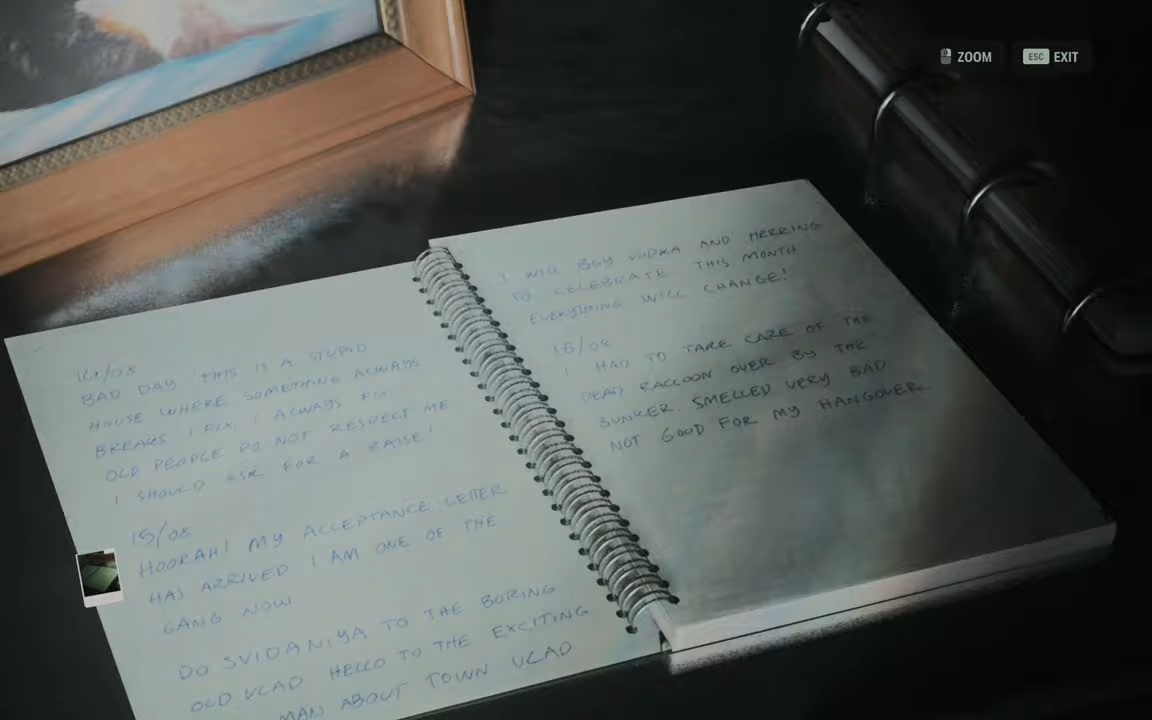 ZOOM
ESC EXIT
14/08
BAD DAY THIS IS A STUPID
HOUSE WHERE SOMETHING ALWAYS
BREAKS I FIX, I ALWAYS FIX
OLD PEOPLE DO NOT RESPECT ME
I SHOULD ASK FOR A RAISE!
15/08
HOORAH! MY ACCEPTANCE LETTER
HAS ARRIVED I AM ONE OF THE
GANG NOW
DO SVIDANIYA TO THE BORING
OLD VLAD HELLO TO THE EXCITING
MAN ABOUT TOWN VLAD
I WILL BUY VODKA AND HERRING
TO CELEBRATE. THIS MONTH
EVERYTHING WILL CHANGE!
I HAD TO TAKE CARE OF THE
DEAD RACCOON OVER BY THE
BUNKER. SMELLED VERY BAD
NOT GOOD FOR MY HANGOVER.